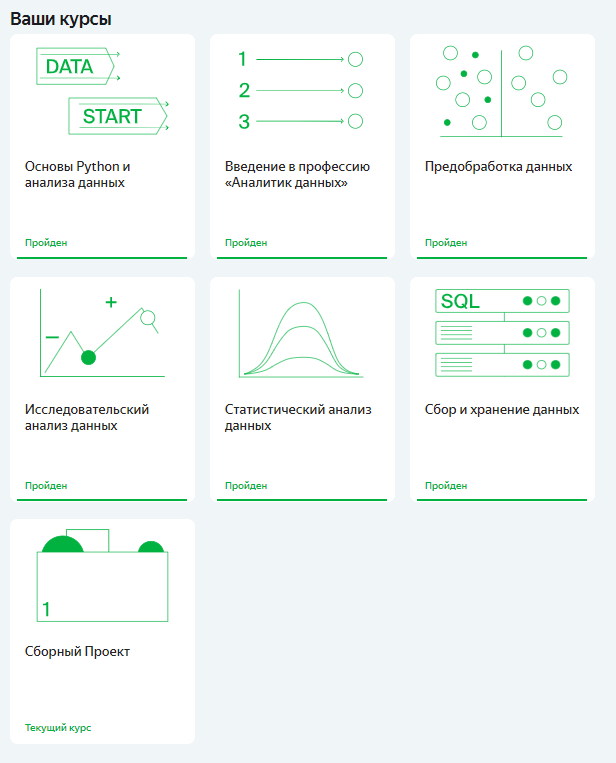 Ваши курсы
DATA
START
Основы Python и
анализа данных
Пройден
1
2
3
Введение в профессию
«Аналитик данных»
Пройден
Предобработка данных
Пройден
Исследовательский
анализ данных
Пройден
Статистический анализ
данных
Пройден
SQL
Сбор и хранение данных
Пройден
1
Сборный Проект
Текущий курс